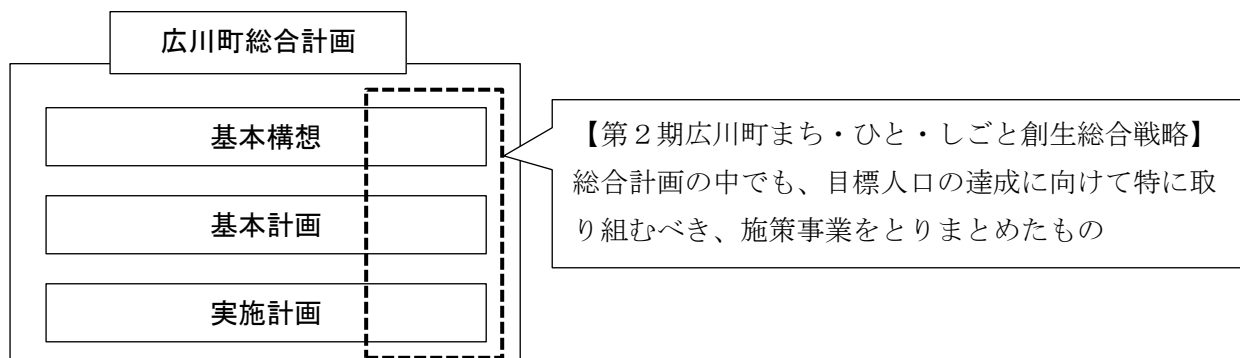 広川町総合計画
基本構想
基本計画
実施計画
【第２期広川町まち・ひと・しごと創生総合戦略】
総合計画の中でも、目標人口の達成に向けて特に取
り組むべき、施策事業をとりまとめたもの